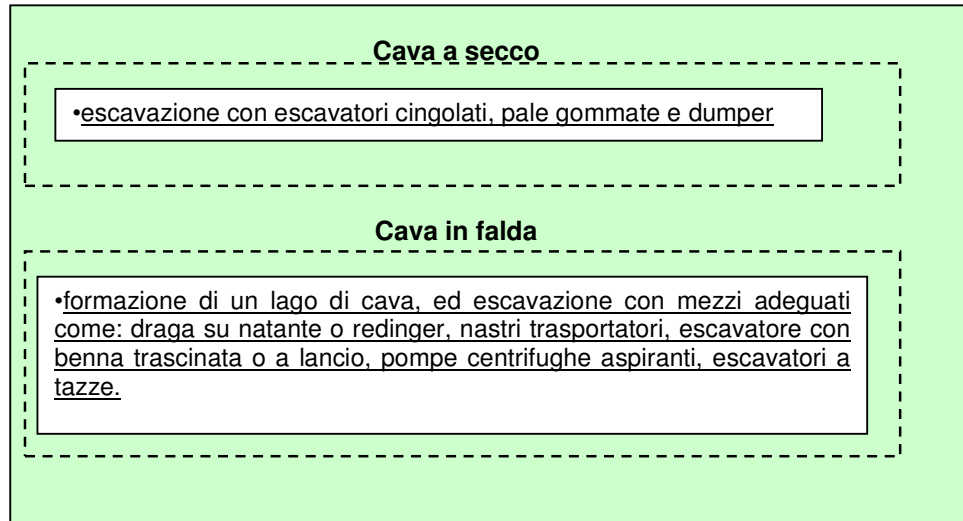 Cava a secco
•escavazione con escavatori cingolati, pale gommate e dumper
Cava in falda
•formazione di un lago di cava, ed escavazione con mezzi adeguati
come: draga su natante o redinger, nastri trasportatori, escavatore con
benna trascinata o a lancio, pompe centrifughe aspiranti, escavatori a
tazze.